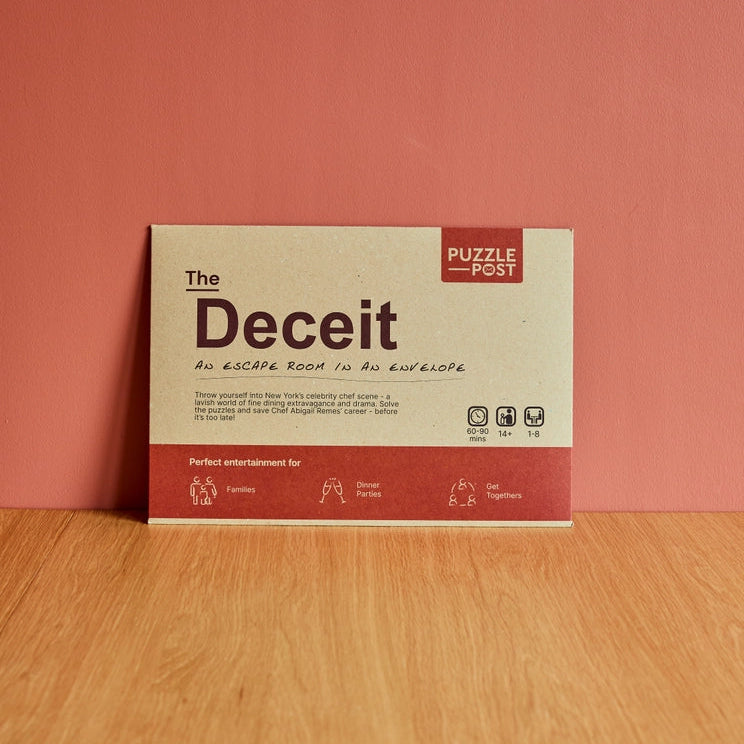 PUZZLE
POST
The
Deceit
AN ESCAPE ROOM IN AN ENVELOPE
Throw yourself into New York's celebrity chef scene - a
lavish world of fine dining extravagance and drama. Solve
the puzzles and save Chef Abigail Remes' career - before
it's too late!
60-90
mins
14+
1-8
Perfect entertainment for
Families
Dinner
Parties
Get
Togethers